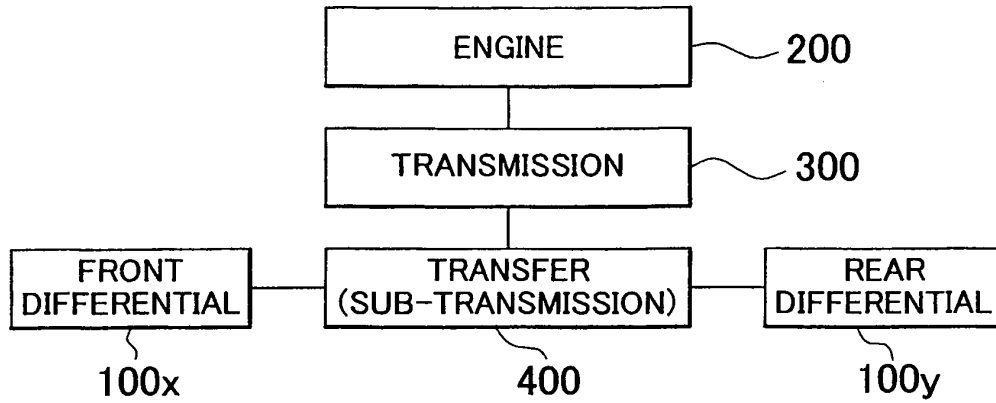 ENGINE
200
TRANSMISSION
300
FRONT
DIFFERENTIAL
TRANSFER
(SUB-TRANSMISSION)
REAR
DIFFERENTIAL
100x
400
100y